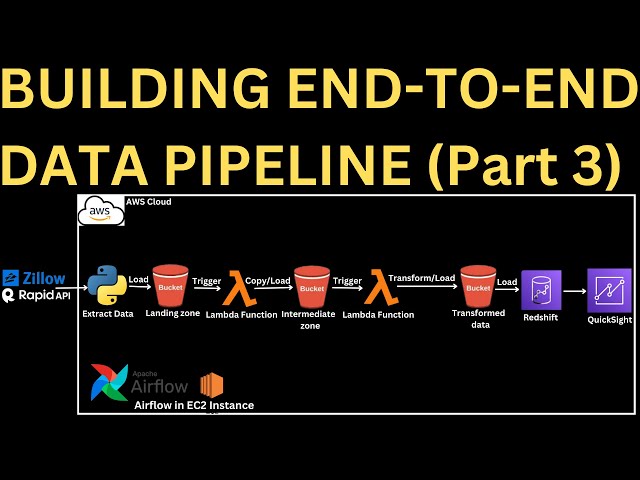 BUILDING END-TO-END
DATA PIPELINE (Part 3)
aws
AWS Cloud
Zillow
RapidAPI
Load
Trigger
Copy/Load
Trigger
Transform/Load
Load
Bucket
Bucket
Bucket
Extract Data
Landing zone
Lambda Function
Intermediate
zone
Lambda Function
Transformed
data
Redshift
QuickSight
Apache
Airflow
Airflow in EC2 Instance